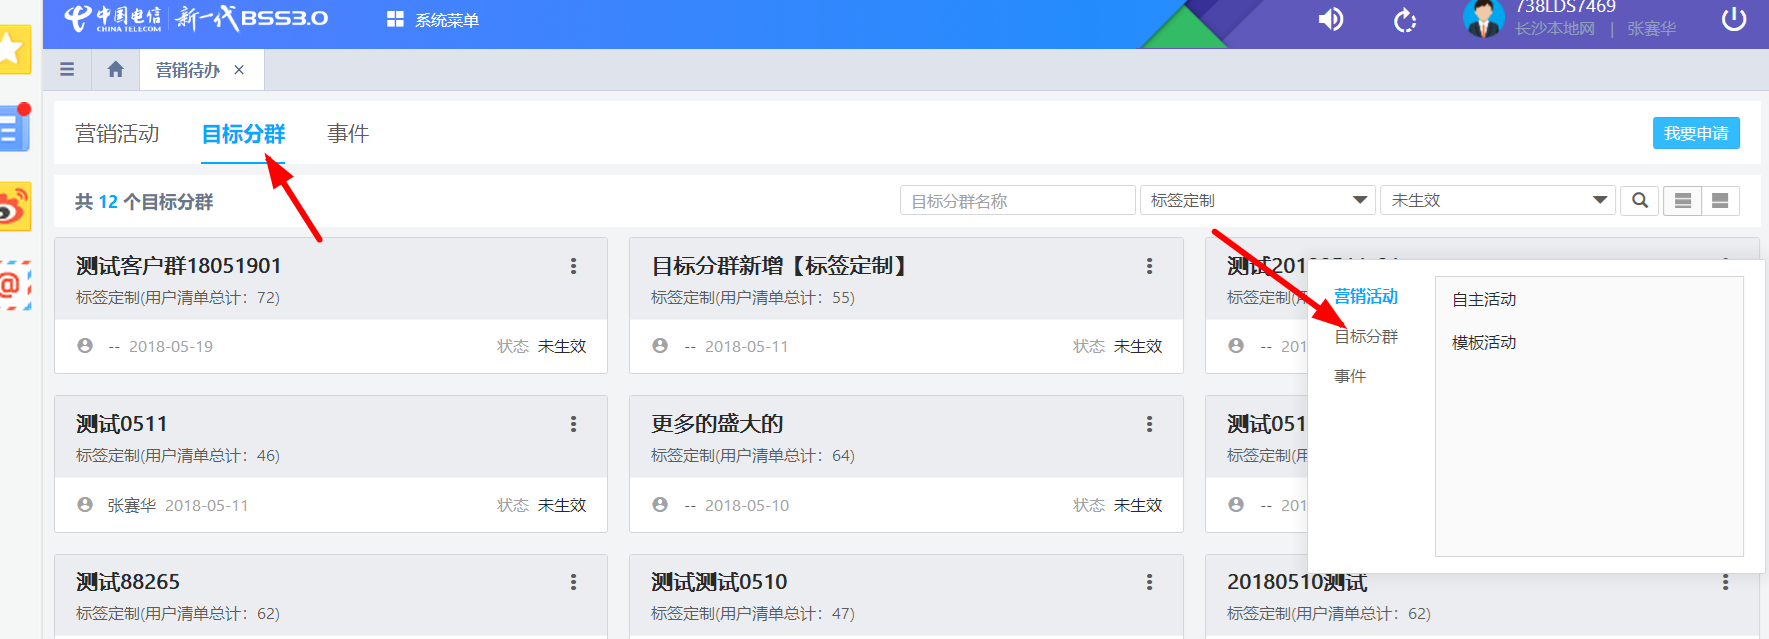 中国电信
CHINA TELECOM
新一代BSS3.0
系统菜单
738LDS7469
长沙本地网 | 张赛华
营销待办 ×
营销活动 目标分群 事件
我要申请
共 12 个目标分群
目标分群名称
标签定制
未生效
测试客户群18051901
标签定制(用户清单总计：72)
-- 2018-05-19 状态 未生效
目标分群新增【标签定制】
标签定制(用户清单总计：55)
-- 2018-05-11 状态 未生效
标签定制
-- 201
营销活动
目标分群
事件
自主活动
模板活动
测试0511
标签定制(用户清单总计：46)
张赛华 2018-05-11 状态 未生效
更多的盛大的
标签定制(用户清单总计：64)
-- 2018-05-10 状态 未生效
测试051
标签定制(用
-- 201
测试88265
标签定制(用户清单总计：62)
测试测试0510
标签定制(用户清单总计：47)
20180510测试
标签定制(用户清单总计：62)